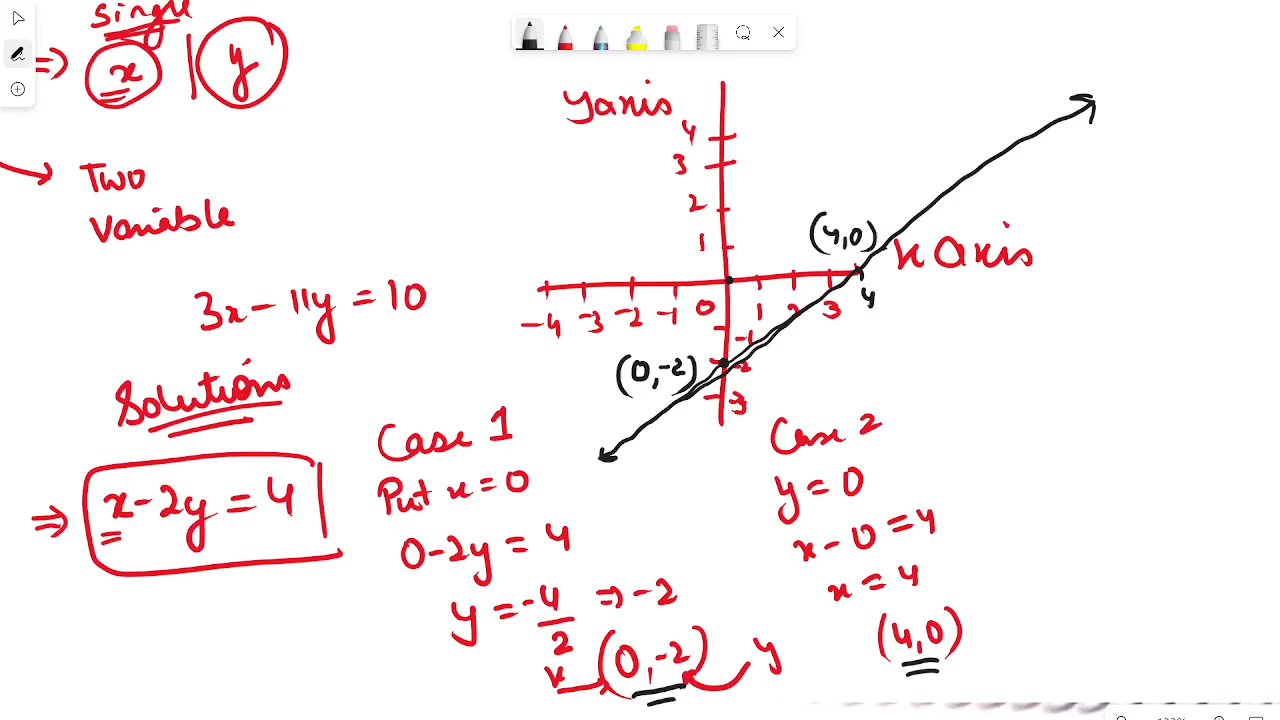 single
⇒ x | y
Two
variable
3x - 11y = 10
Solutions
⇒ x - 2y = 4
y axis
4
3
2
1
-4 -3 -2 -1 0 1 2 3 4
-1
-2
-3
(4,0)
x axis
(0,-2)
Case 1
Put x = 0
0 - 2y = 4
y = -4/2 ⇒ -2
x (0,-2) y
Case 2
y = 0
x - 0 = 4
x = 4
(4,0)